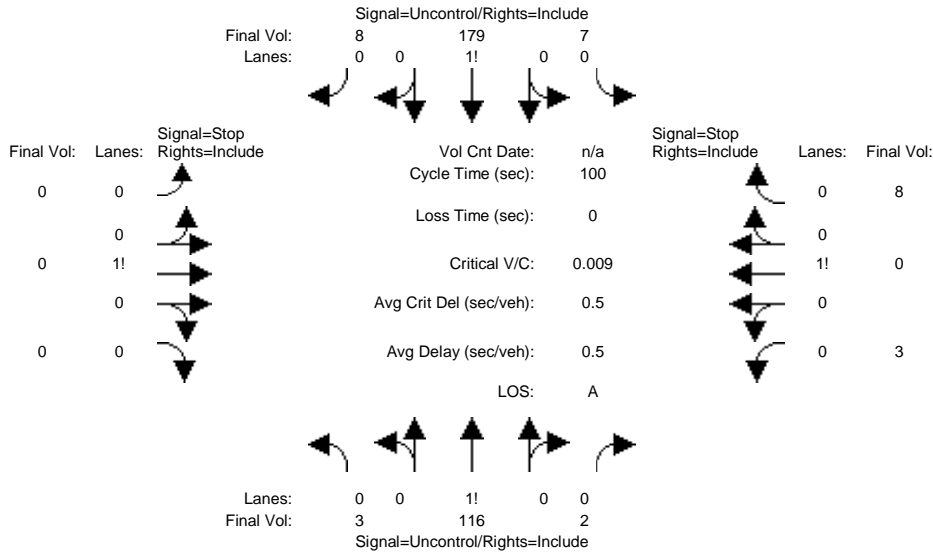 Signal=Uncontrol/Rights=Include
Final Vol: 8 179 7
Lanes: 0 0 1! 0 0
Signal=Stop Signal=Stop
Final Vol: Lanes: Rights=Include Vol Cnt Date: n/a Rights=Include Lanes: Final Vol:
Cycle Time (sec): 100
0 0 0 8
Loss Time (sec): 0
0 0
0 1! Critical V/C: 0.009 1! 0
0 Avg Crit Del (sec/veh): 0.5 0
0 0 Avg Delay (sec/veh): 0.5 0 3
LOS: A
Lanes: 0 0 1! 0 0
Final Vol: 3 116 2
Signal=Uncontrol/Rights=Include